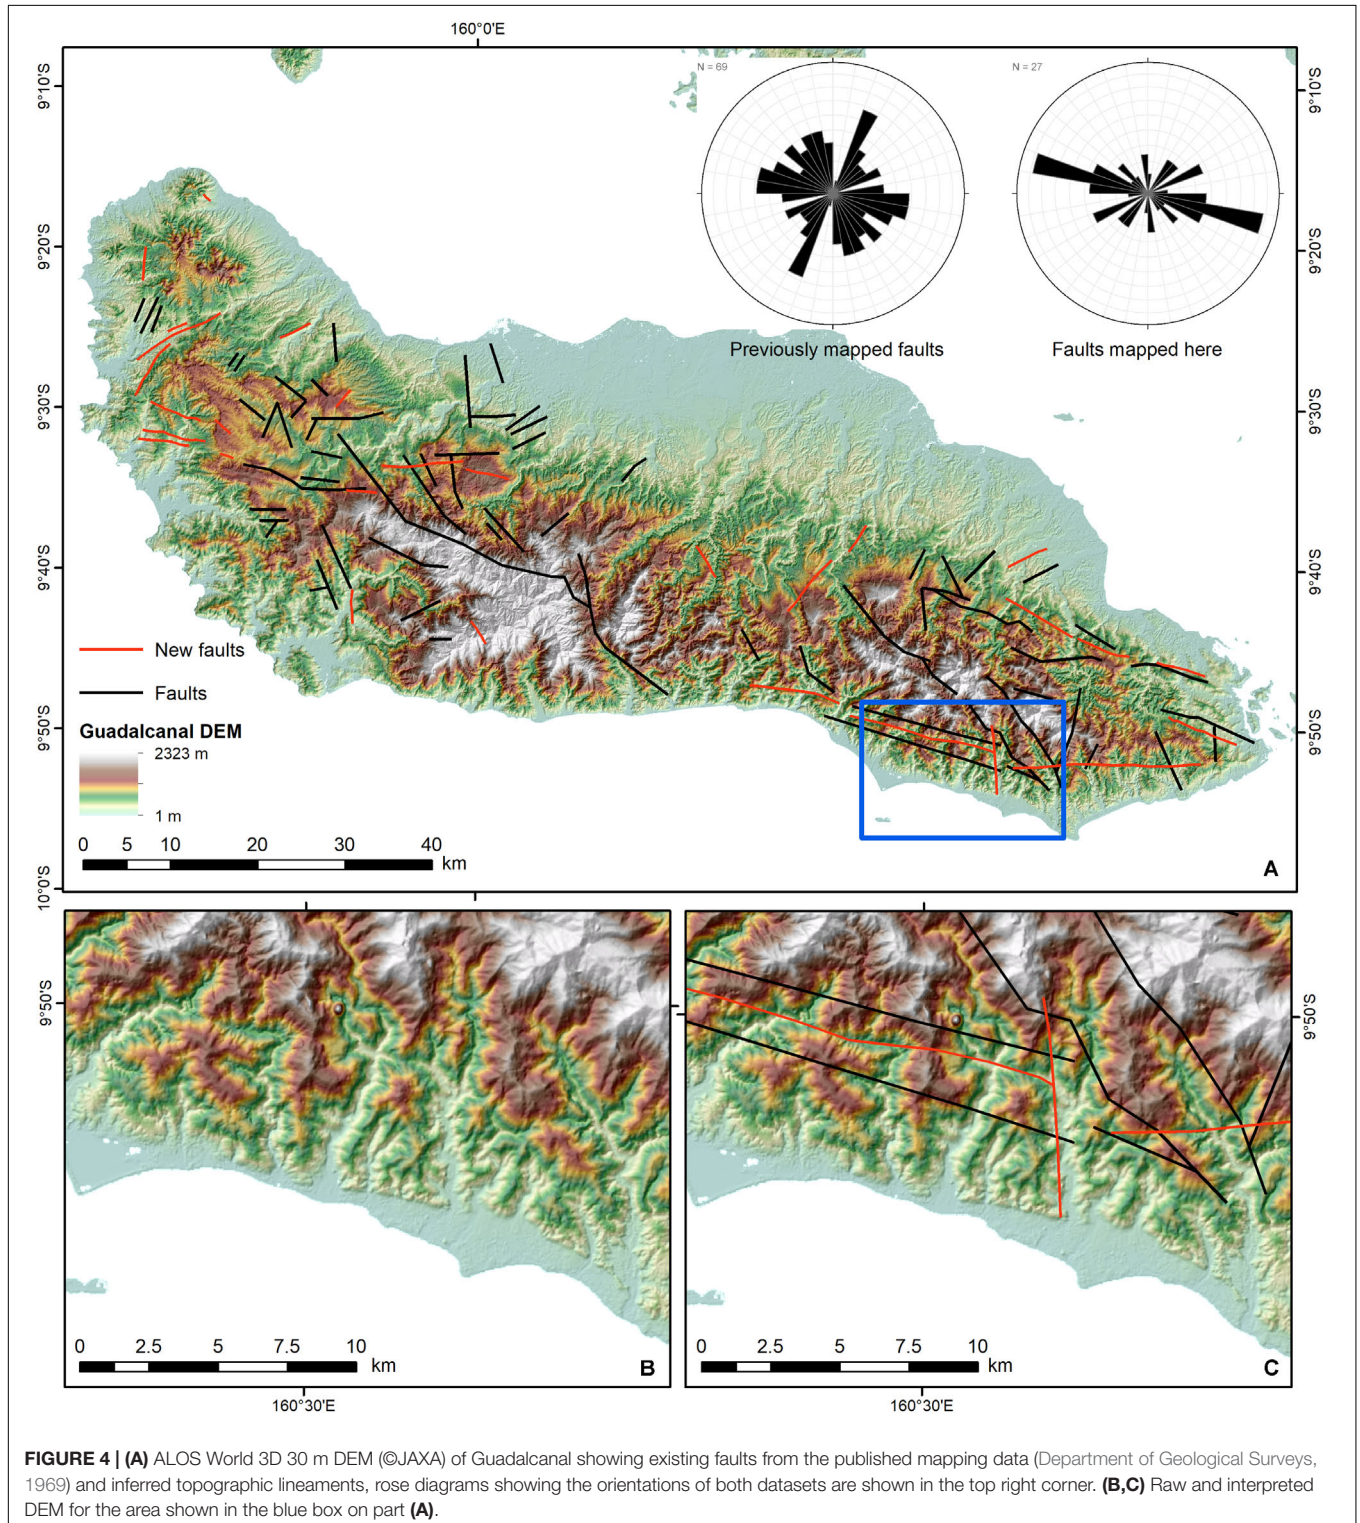 160°0'E
9°10'S
9°10'S
N = 69
N = 27
9°20'S
9°20'S
Previously mapped faults
Faults mapped here
9°30'S
9°30'S
9°40'S
9°40'S
New faults
Faults
9°50'S
9°50'S
Guadalcanal DEM
2323 m
1 m
0 5 10 20 30 40
km
A
10°0'S
9°50'S
9°50'S
0 2.5 5 7.5 10
km
B
0 2.5 5 7.5 10
km
C
160°30'E
160°30'E
FIGURE 4 | (A) ALOS World 3D 30 m DEM (©JAXA) of Guadalcanal showing existing faults from the published mapping data (Department of Geological Surveys,
1969) and inferred topographic lineaments, rose diagrams showing the orientations of both datasets are shown in the top right corner. (B,C) Raw and interpreted
DEM for the area shown in the blue box on part (A).